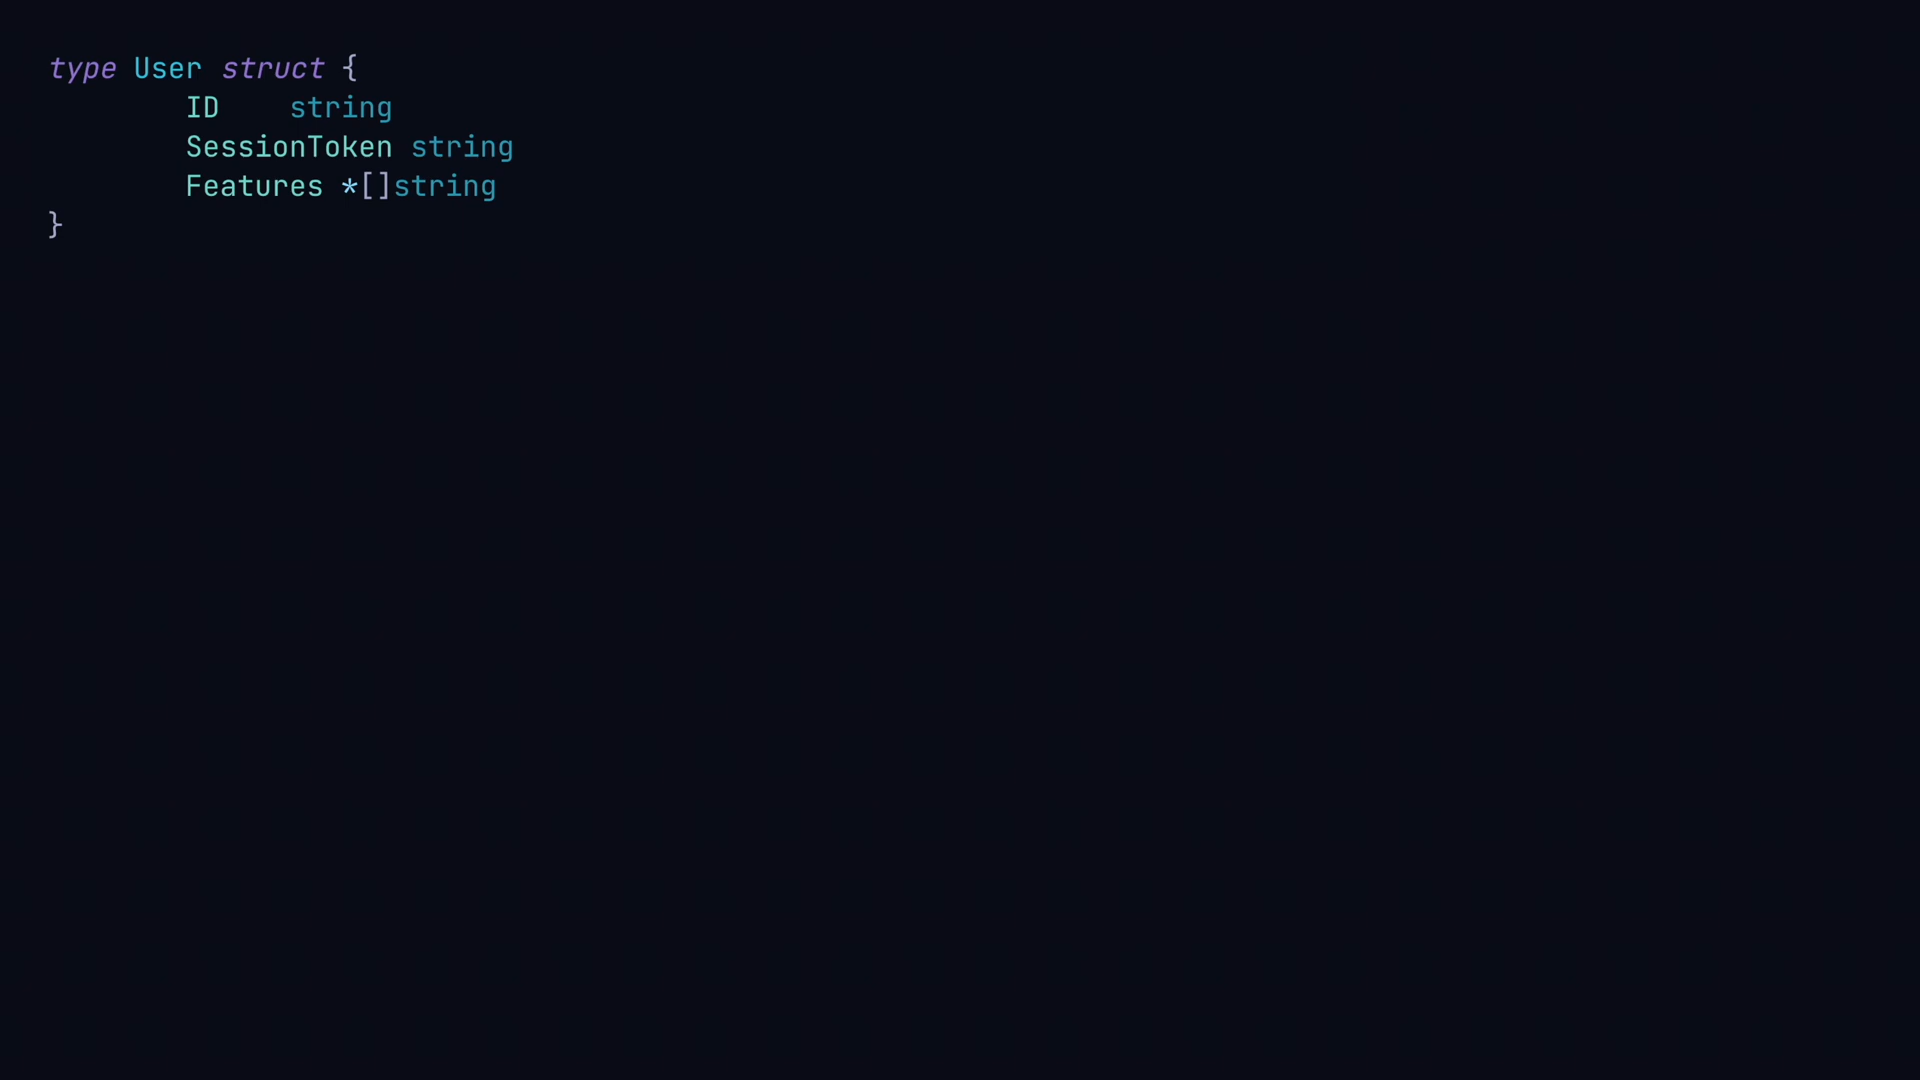 type User struct {
        ID    string
        SessionToken string
        Features *[]string
}